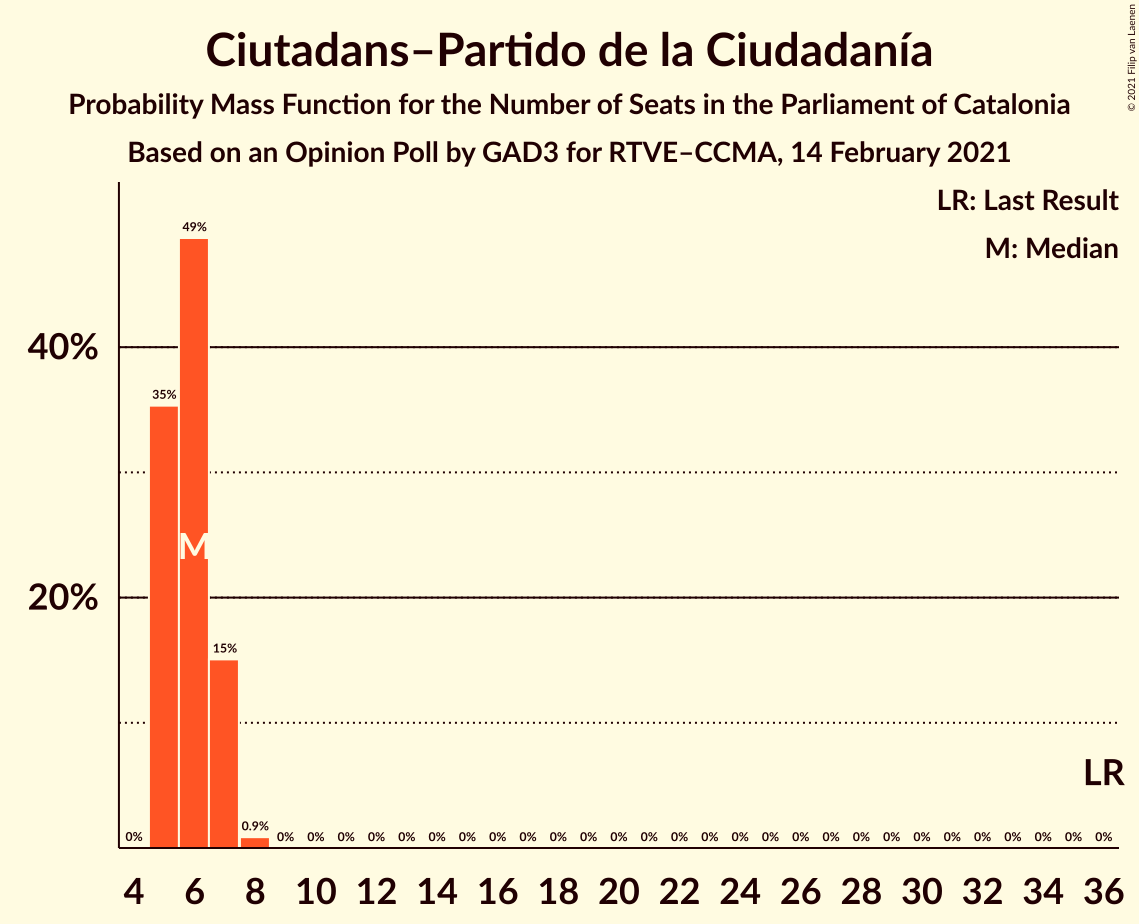 Ciutadans–Partido de la Ciudadanía
Probability Mass Function for the Number of Seats in the Parliament of Catalonia
Based on an Opinion Poll by GAD3 for RTVE–CCMA, 14 February 2021
© 2021 Filip van Laenen
LR: Last Result
M: Median
49%
40%
35%
M
20%
15%
LR
0% 0.9% 0% 0% 0% 0% 0% 0% 0% 0% 0% 0% 0% 0% 0% 0% 0% 0% 0% 0% 0% 0% 0% 0% 0% 0% 0% 0% 0% 0%
4 6 8 10 12 14 16 18 20 22 24 26 28 30 32 34 36